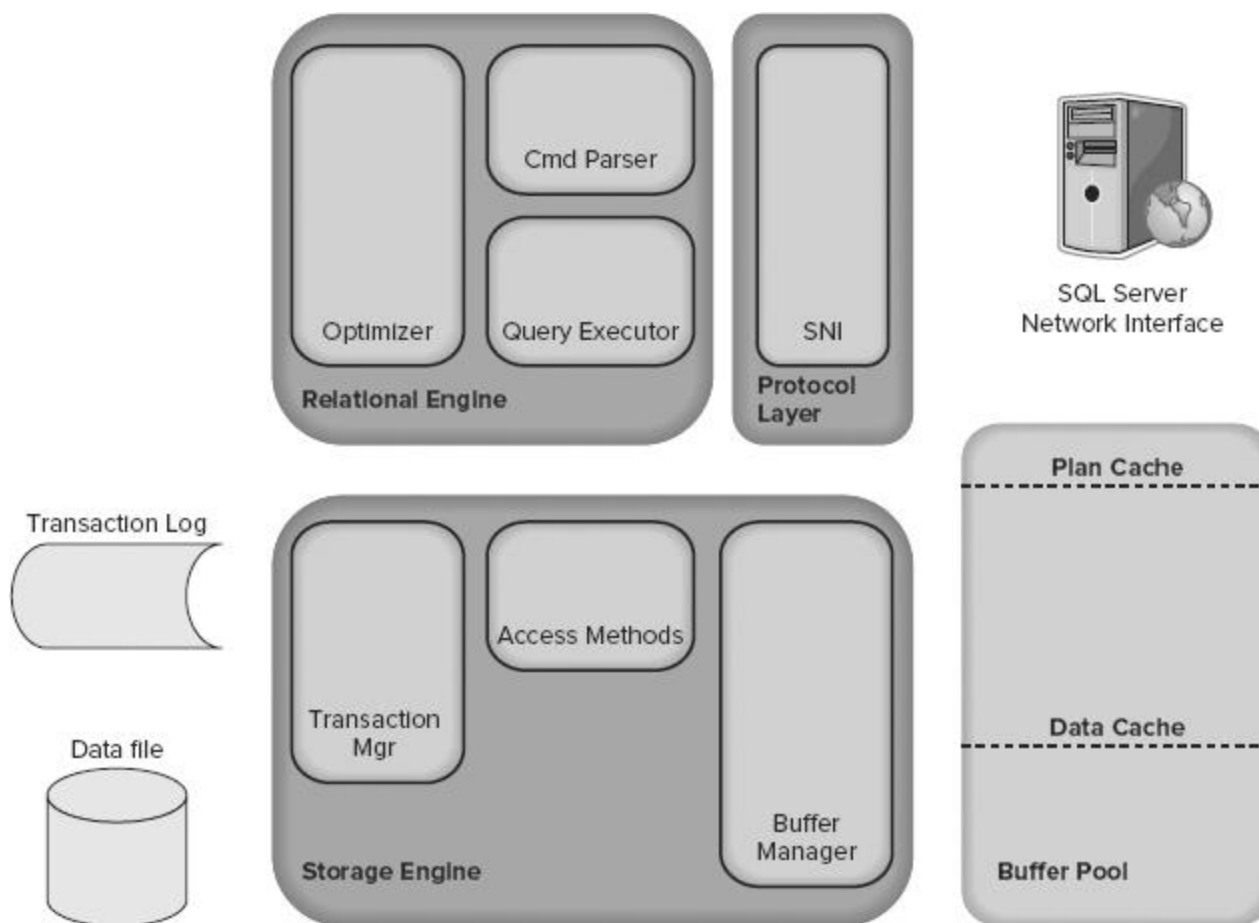 Cmd Parser
Optimizer
Query Executor
Relational Engine
SNI
Protocol
Layer
SQL Server
Network Interface
Transaction Log
Data file
Transaction
Mgr
Access Methods
Buffer
Manager
Storage Engine
Plan Cache
Data Cache
Buffer Pool